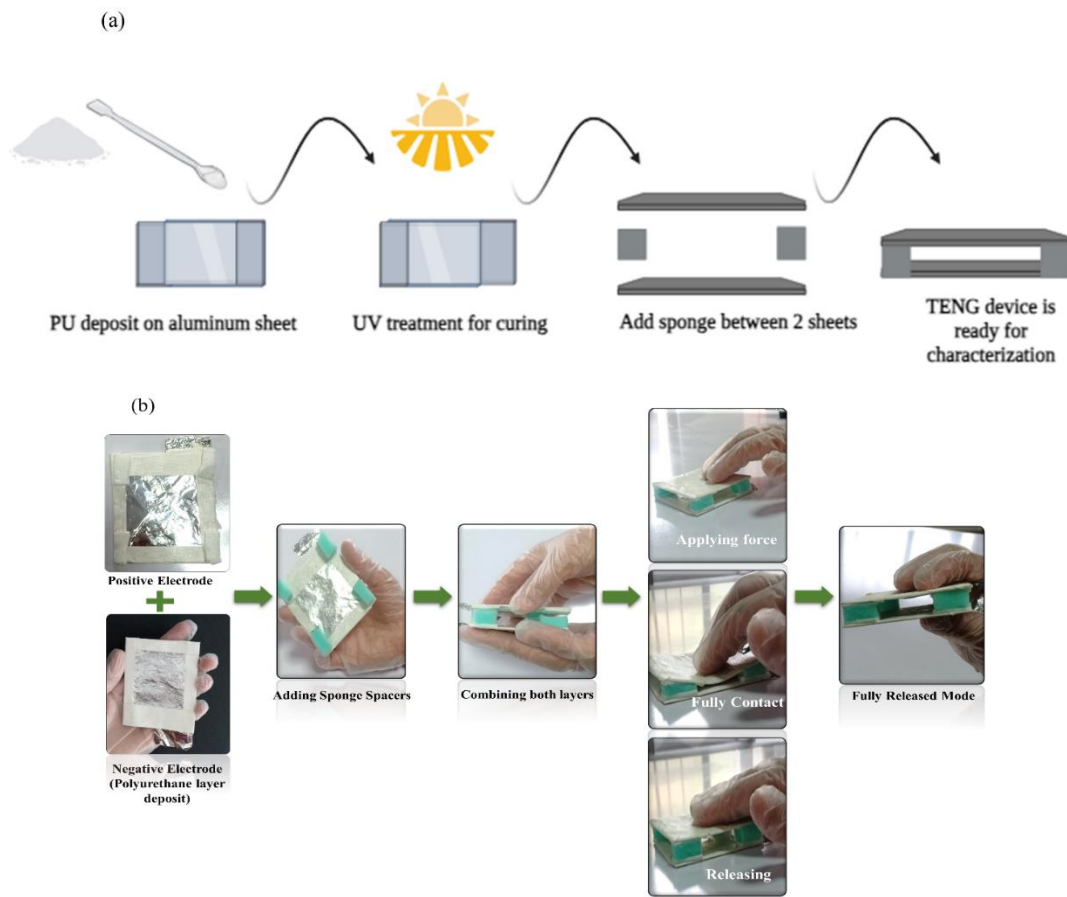 (a)
PU deposit on aluminum sheet
UV treatment for curing
Add sponge between 2 sheets
TENG device is
ready for
characterization
(b)
Positive Electrode
Negative Electrode
(Polyurethane layer
deposit)
Adding Sponge Spacers
Combining both layers
Applying force
Fully Contact
Releasing
Fully Released Mode